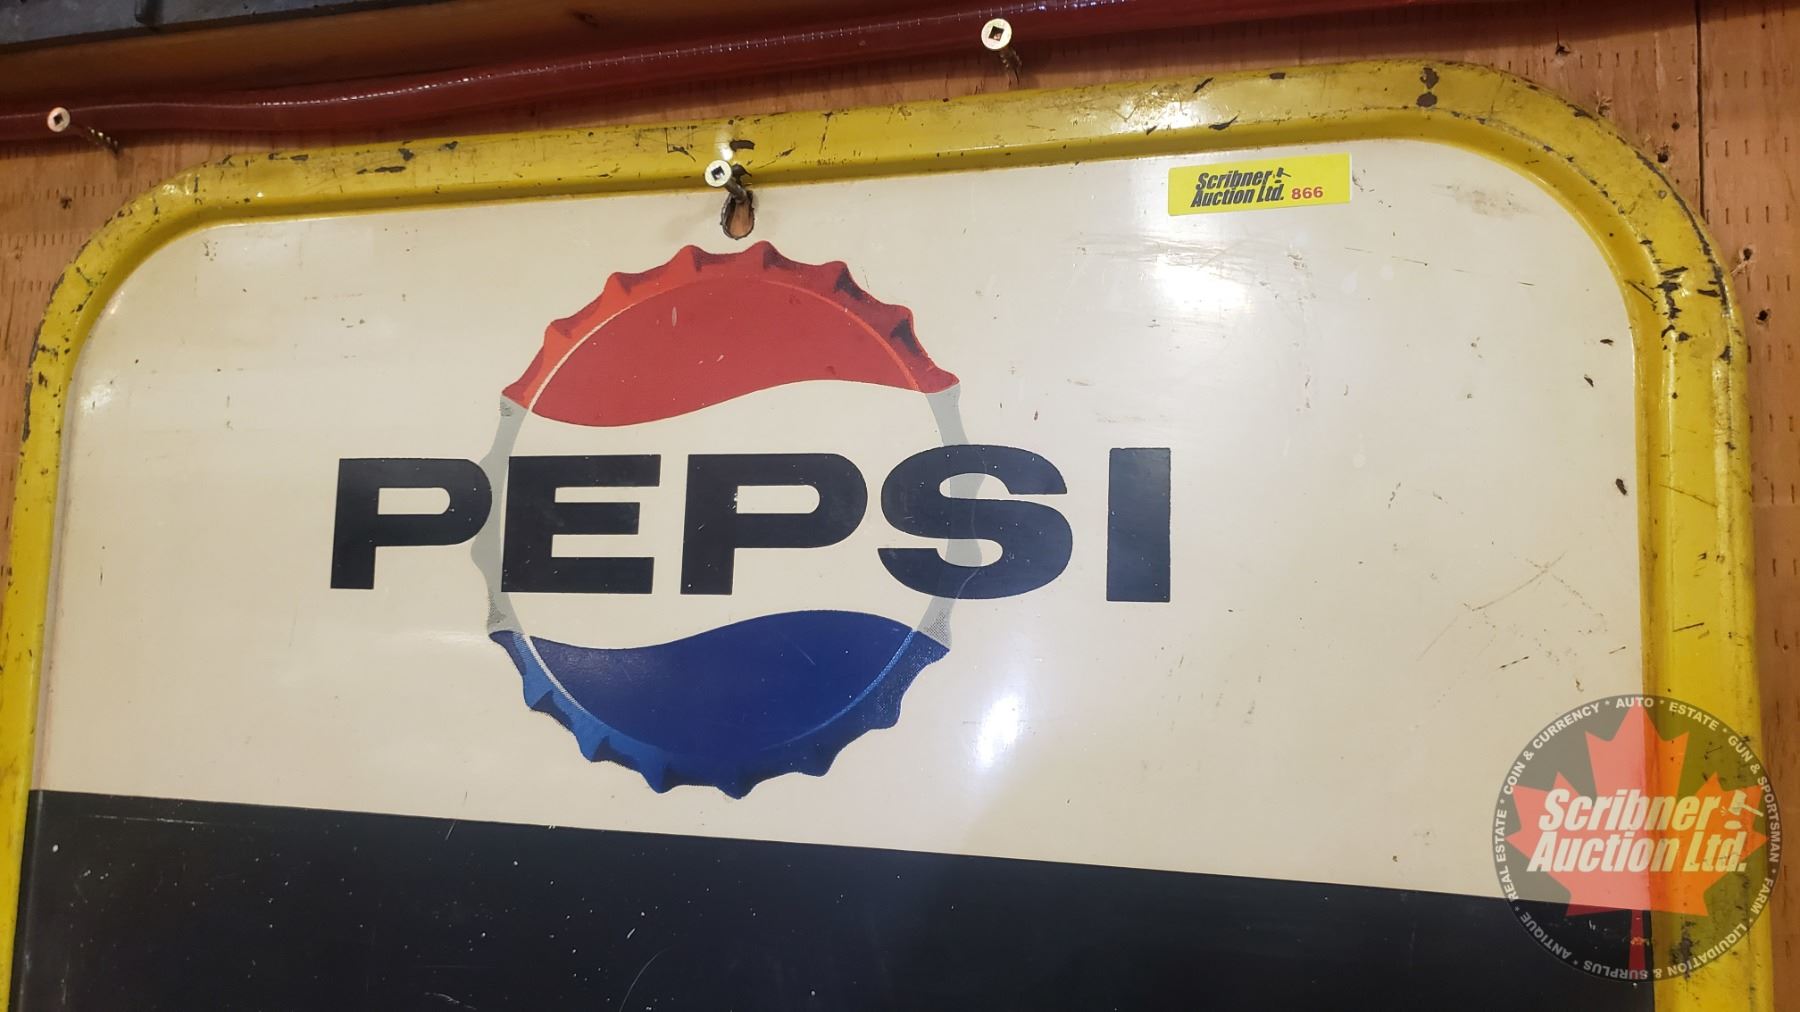 Scribner
Auction Ltd. 866
PEPSI
Scribner
Auction Ltd.
ANTIQUE * REAL ESTATE * COIN & CURRENCY * AUTO * ESTATE * GUN & SPORTSMAN * FARM * LIQUIDATION & SURPLUS *